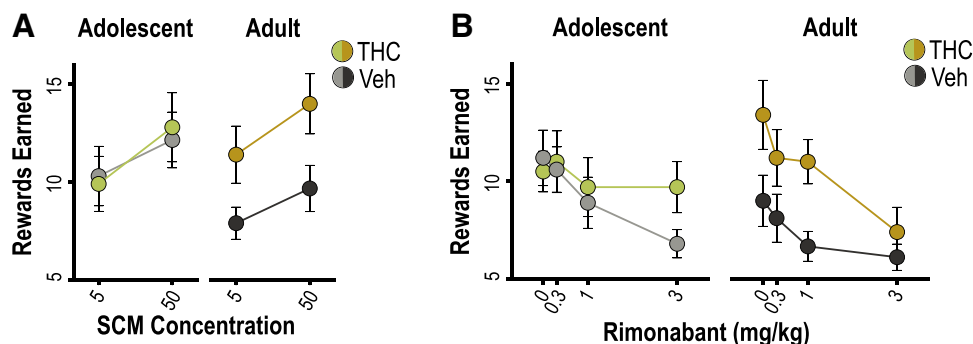 A
Adolescent
Adult
THC
Veh
Rewards Earned
15
10
5
5
50
5
50
SCM Concentration
B
Adolescent
Adult
THC
Veh
Rewards Earned
15
10
5
0
0.3
1
3
0
0.3
1
3
Rimonabant (mg/kg)